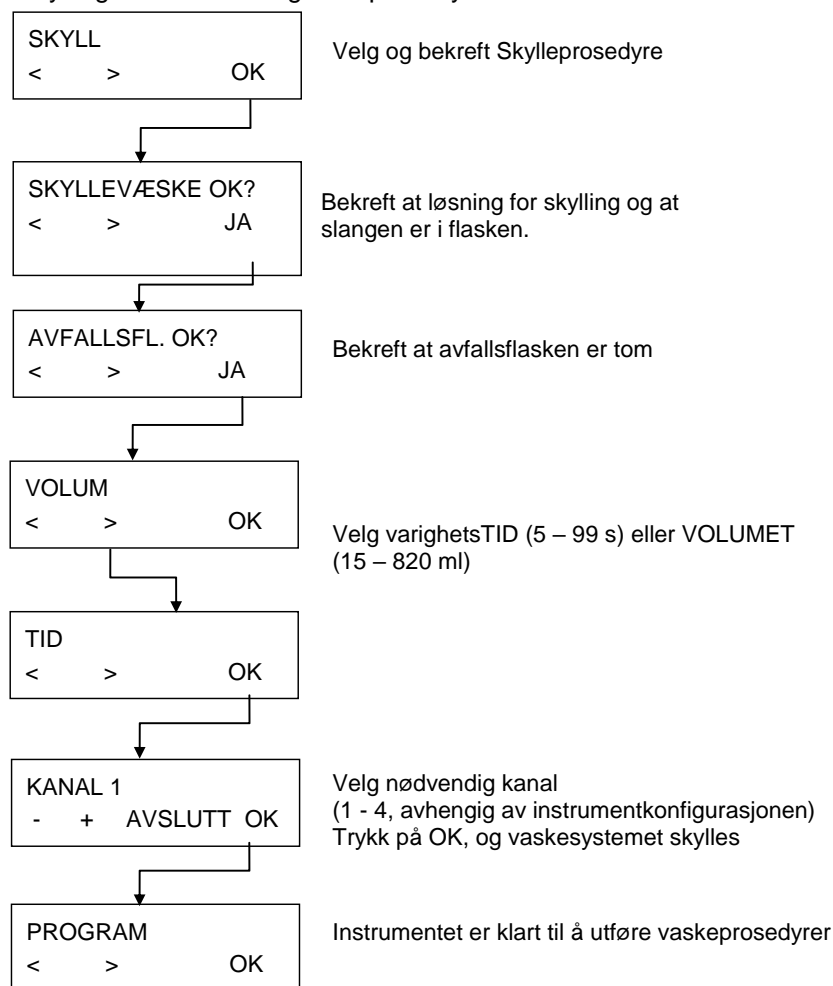 SKYLL
< > OK
Velg og bekreft Skylleprosedyre
SKYLLEVÆSKE OK?
< > JA
Bekreft at løsning for skylling og at
slangen er i flasken.
AVFALLSFL. OK?
< > JA
Bekreft at avfallsflasken er tom
VOLUM
< > OK
Velg varighetsTID (5 – 99 s) eller VOLUMET
(15 – 820 ml)
TID
< > OK
KANAL 1
- + AVSLUTT OK
Velg nødvendig kanal
(1 - 4, avhengig av instrumentkonfigurasjonen)
Trykk på OK, og vaskesystemet skylles
PROGRAM
< > OK
Instrumentet er klart til å utføre vaskeprosedyrer